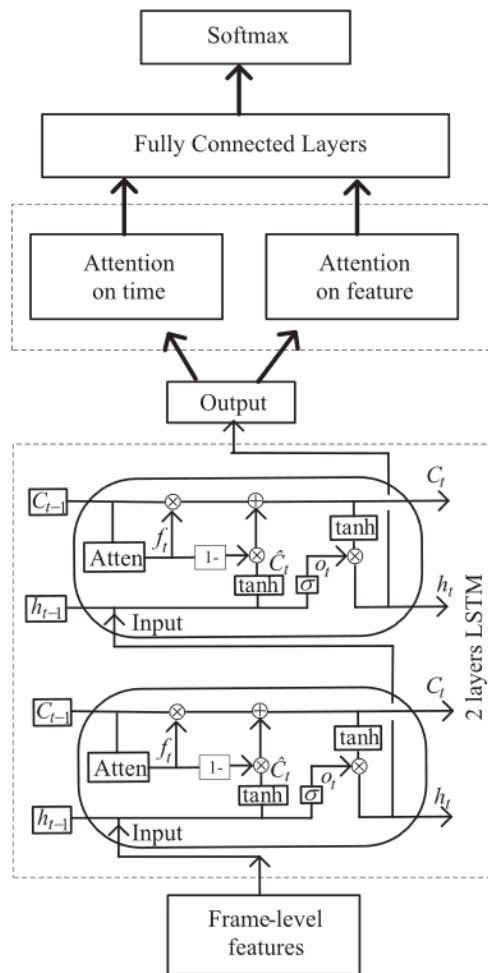 Softmax
Fully Connected Layers
Attention
on time
Attention
on feature
Output
C_{t-1}
C_t
tanh
Atten
f_t
1-
Ĉ_t
o_t
tanh
σ
h_{t-1}
h_t
Input
C_{t-1}
C_t
tanh
Atten
f_t
1-
Ĉ_t
o_t
tanh
σ
h_{t-1}
h_t
Input
2 layers LSTM
Frame-level
features